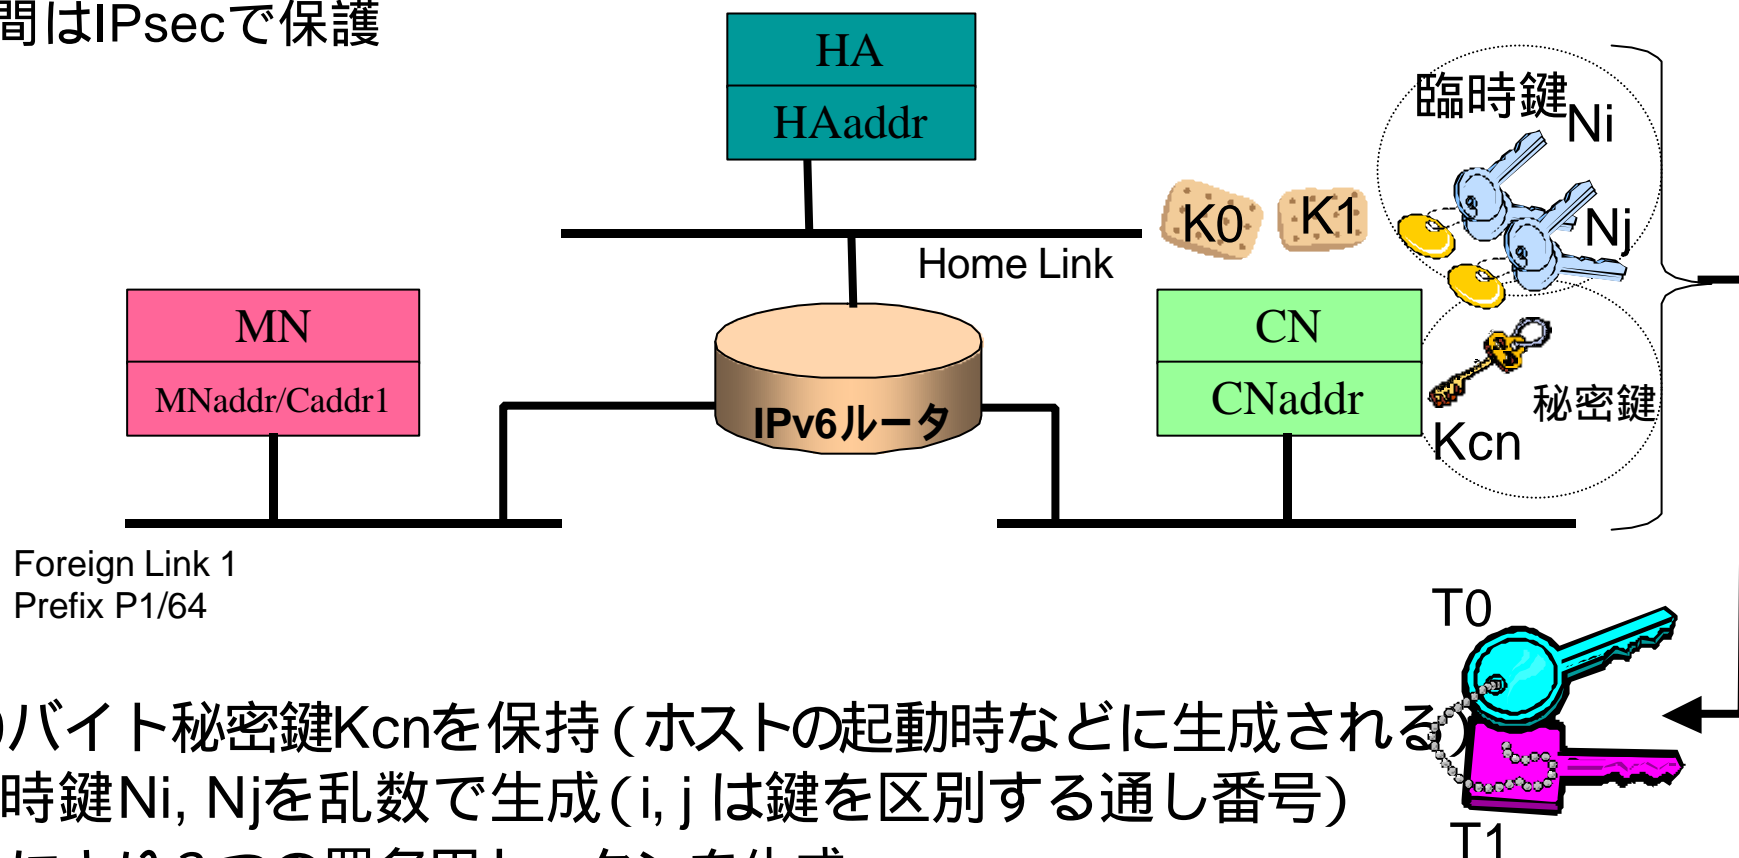 間はIPsecで保護
HA
HAaddr
臨時鍵
Ni
K0
K1
Nj
Home Link
MN
MNaddr/Caddr1
IPv6ルータ
CN
CNaddr
秘密鍵
Kcn
Foreign Link 1
Prefix P1/64
T0
バイト秘密鍵Kcnを保持(ホストの起動時などに生成される)
時鍵Ni, Njを乱数で生成(i, j は鍵を区別する通し番号)
T1